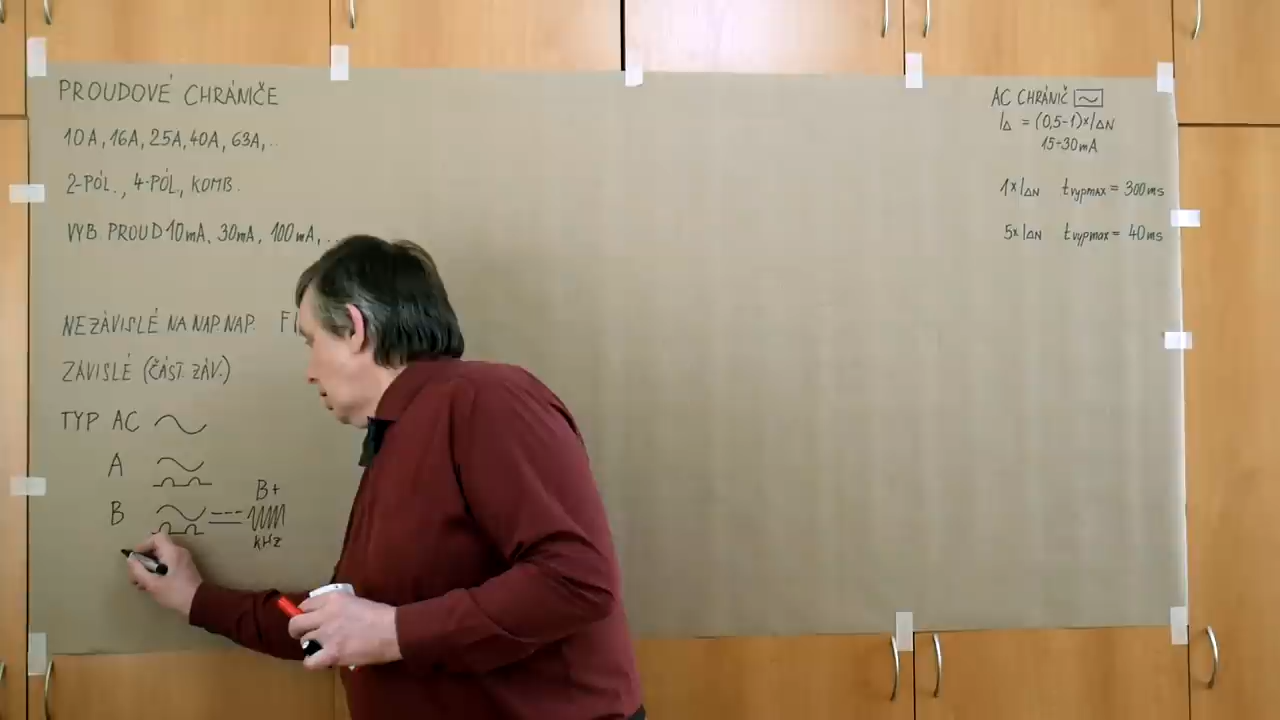 PROUDOVÉ CHRÁNIČE
10A, 16A, 25A, 40A, 63A,..
2-PÓL., 4-PÓL., KOMB.
VYB. PROUD 10mA, 30mA, 100mA,..
NEZÁVISLÉ NA NAP. NAP.
ZÁVISLÉ (ČÁST. ZÁV.)
TYP AC
A
B
B+
kHz
AC CHRÁNIČ
I∆ = (0,5-1)×I∆N
15-30mA
1×I∆N tvypmax = 300ms
5×I∆N tvypmax = 40ms